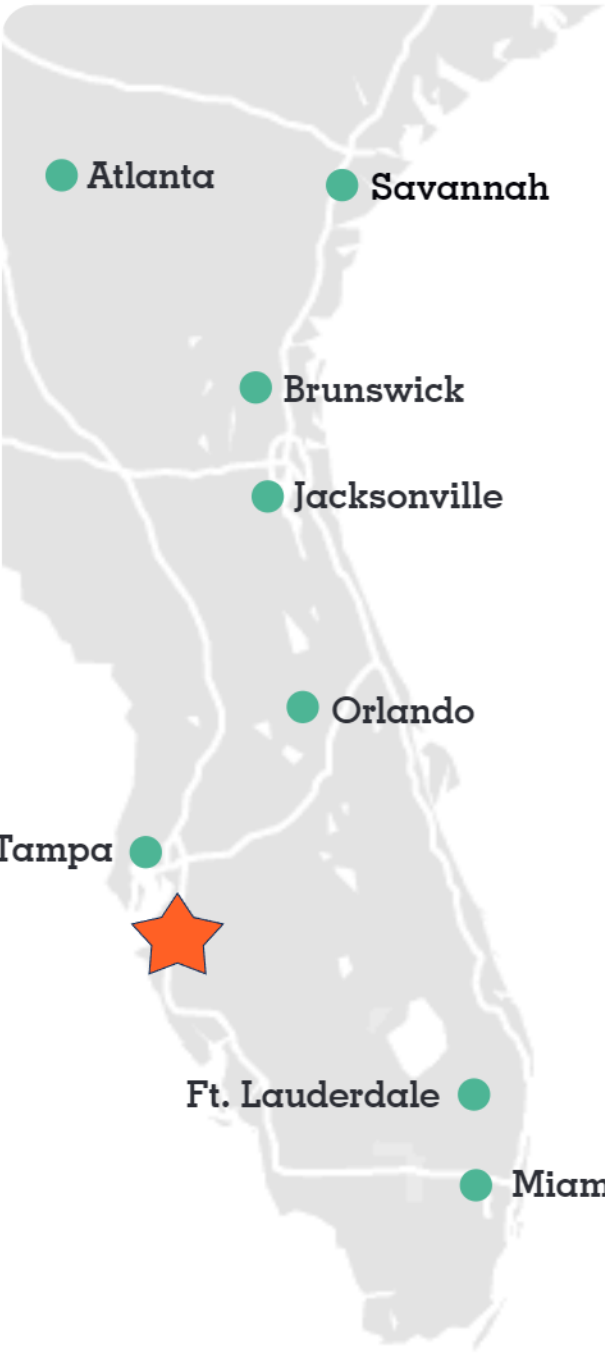 Atlanta
Savannah
Brunswick
Jacksonville
Orlando
Tampa
Ft. Lauderdale
Miam